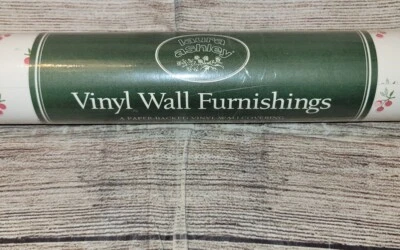 laura
ashley
Vinyl Wall Furnishings
A PAPER-BACKED VINYL WALLCOVERING